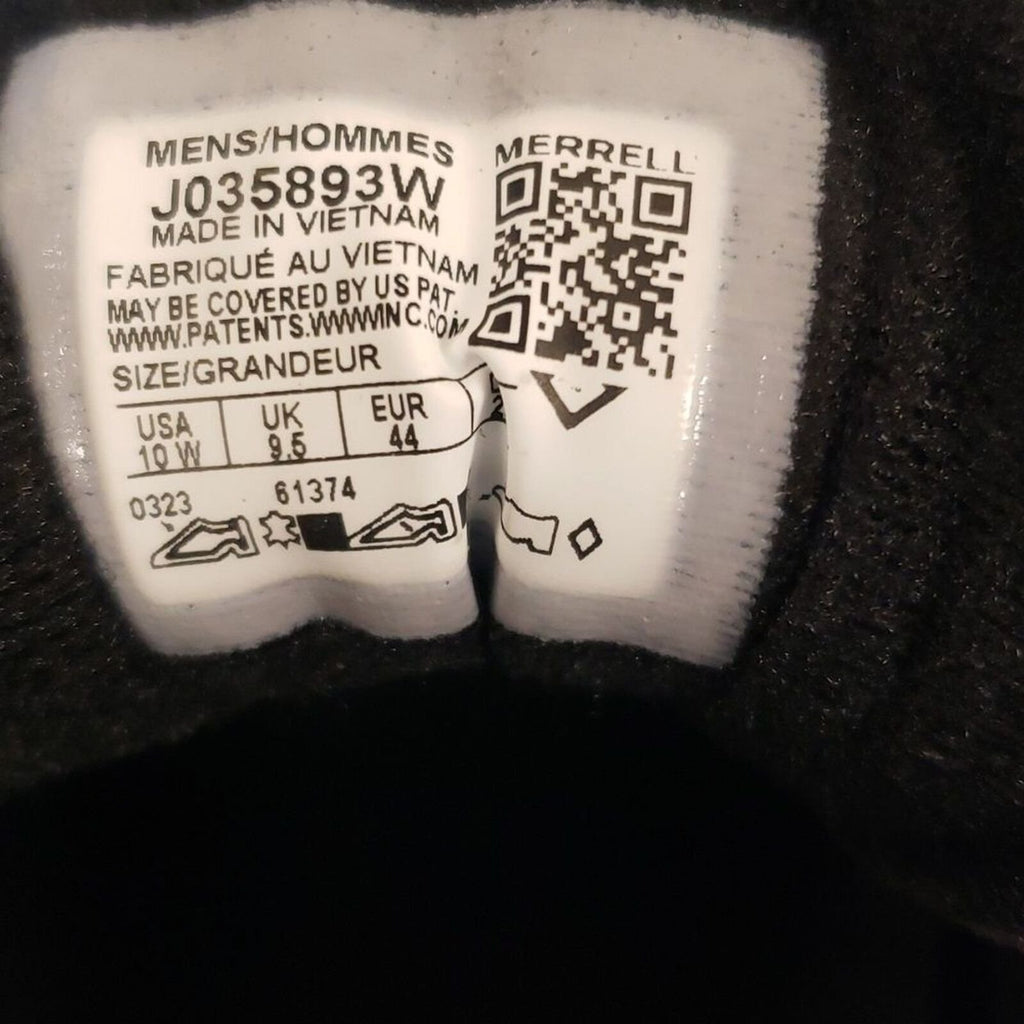 MENS/HOMMES
J035893W
MADE IN VIETNAM
FABRIQUÉ AU VIETNAM
MAY BE COVERED BY US PAT.
WWW.PATENTS.WWWINC.COM
SIZE/GRANDEUR
USA UK EUR
10 W 9.5 44
0323 61374
MERRELL